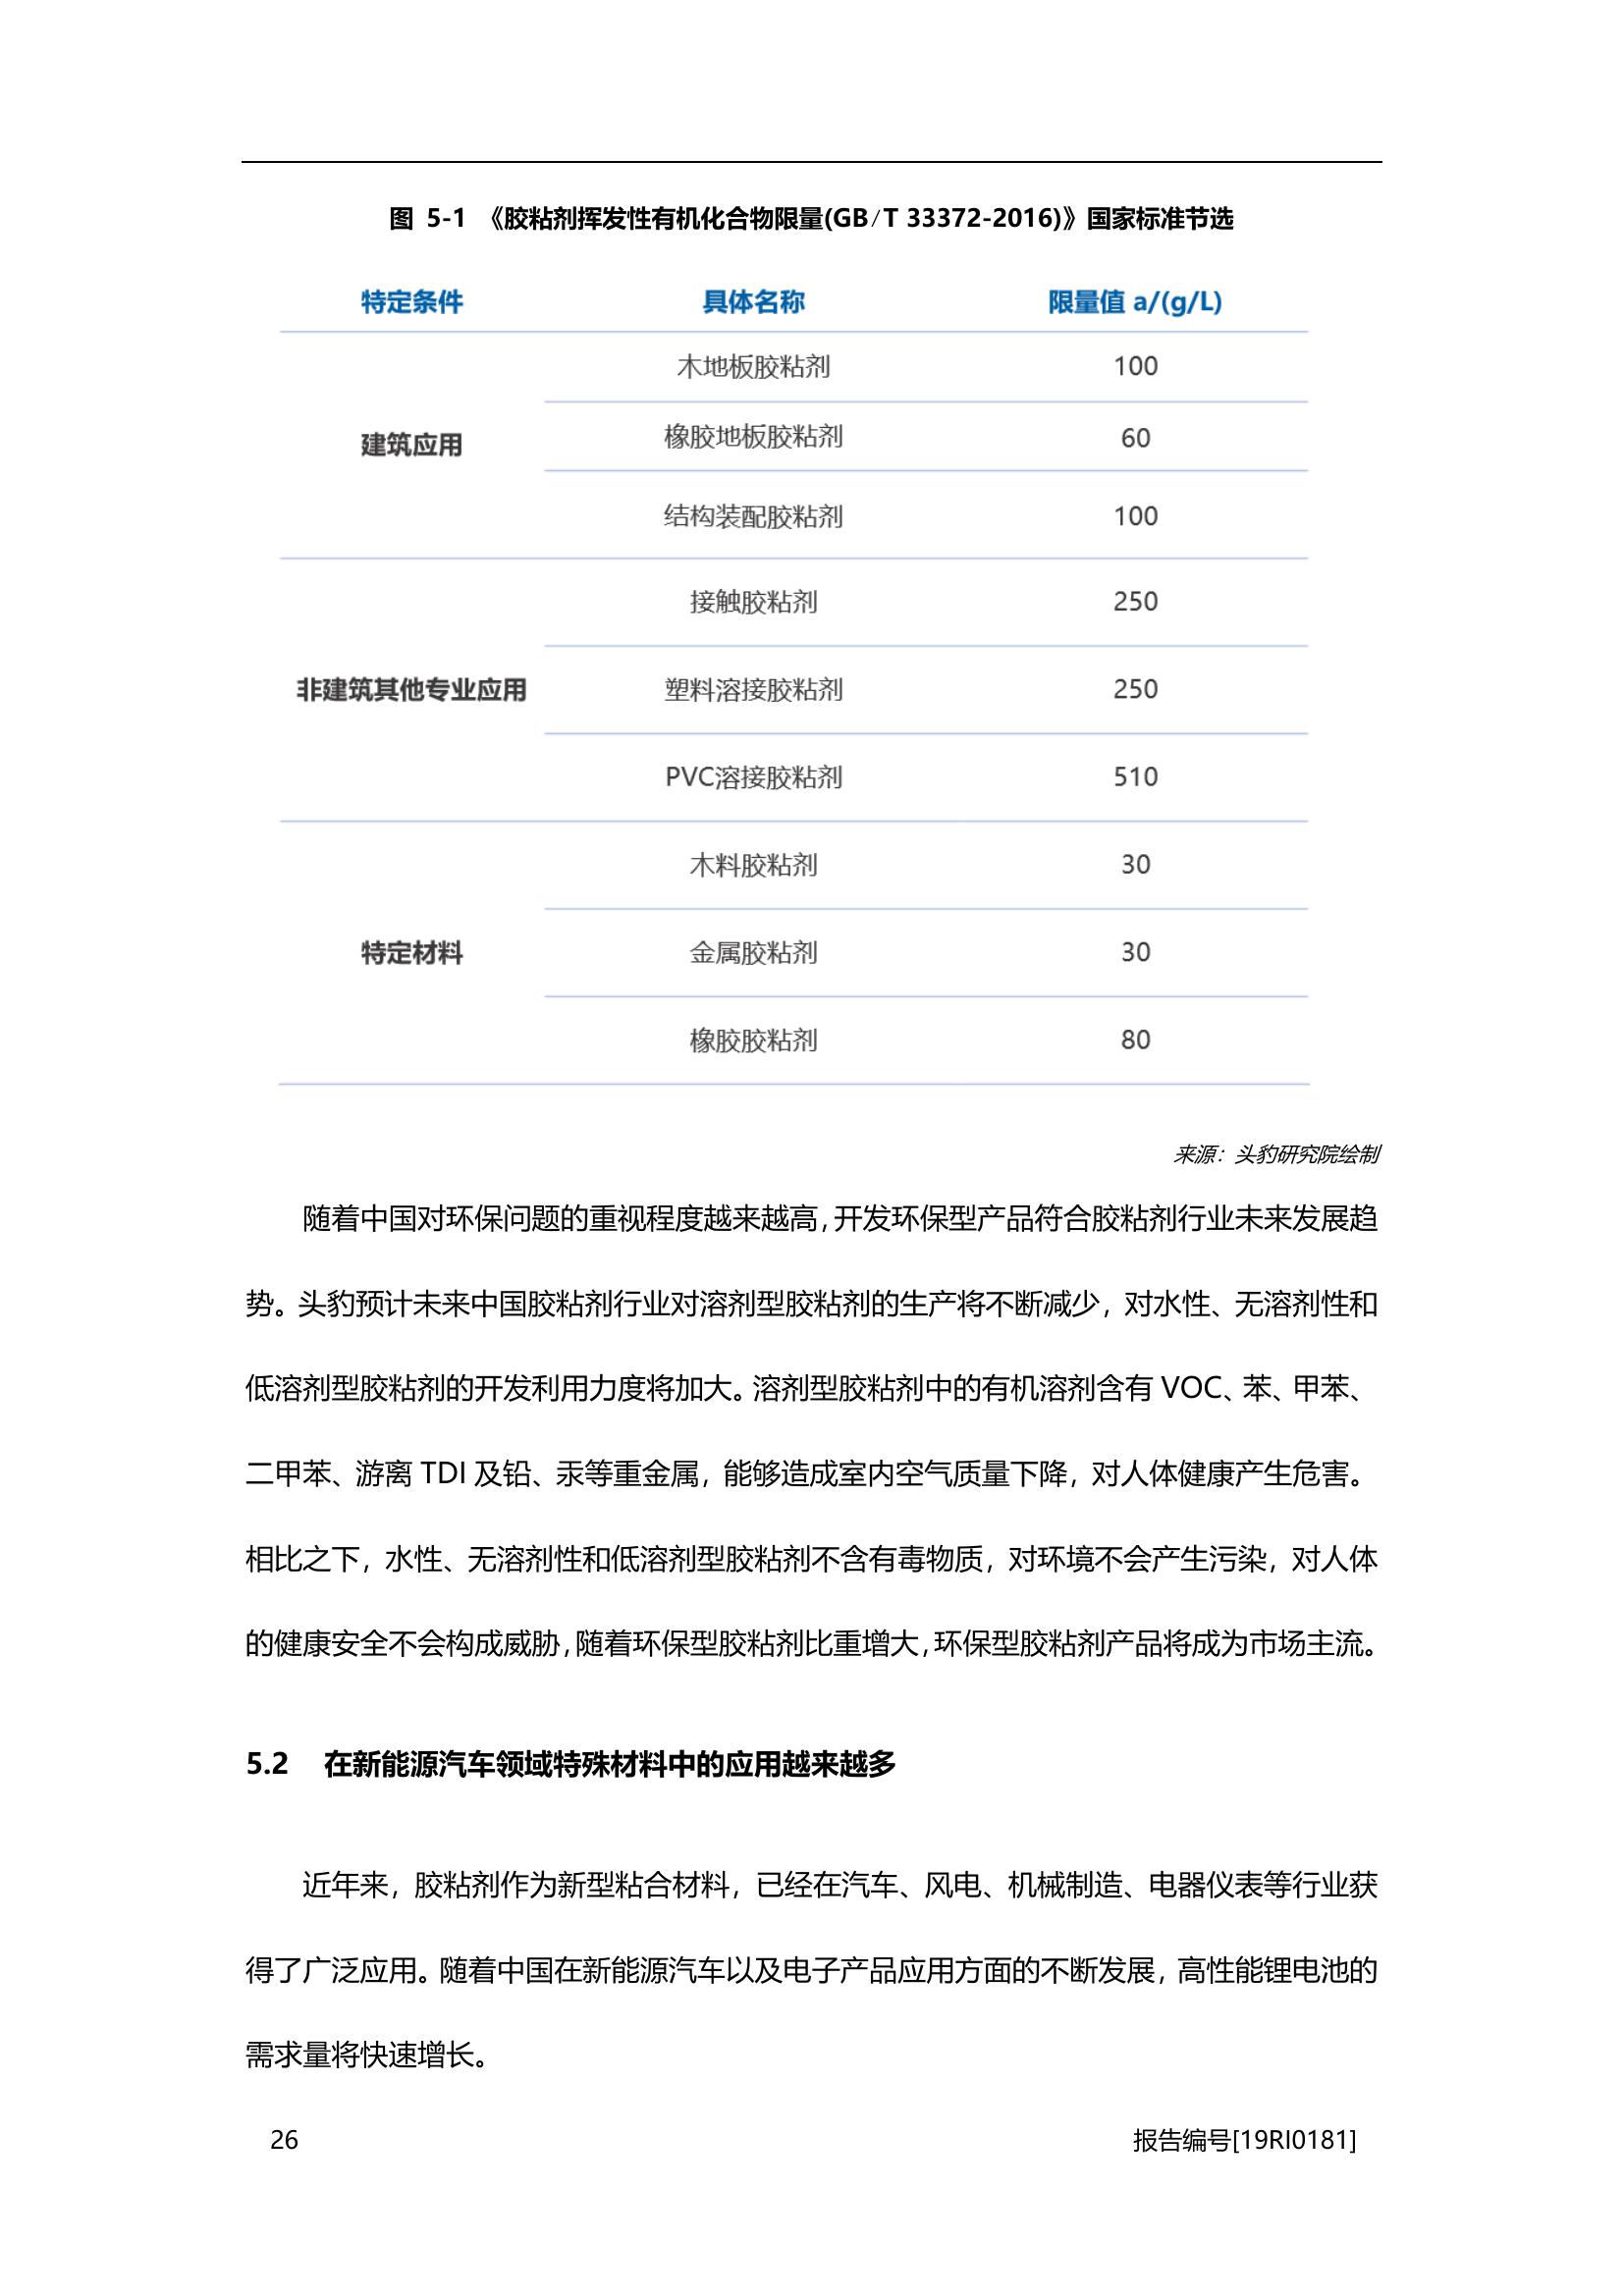 图 5-1 《胶粘剂挥发性有机化合物限量(GB/T 33372-2016)》国家标准节选
特定条件 具体名称 限量值 a/(g/L)
木地板胶粘剂 100
建筑应用 橡胶地板胶粘剂 60
结构装配胶粘剂 100
接触胶粘剂 250
非建筑其他专业应用 塑料溶接胶粘剂 250
PVC溶接胶粘剂 510
木料胶粘剂 30
特定材料 金属胶粘剂 30
橡胶胶粘剂 80
来源：头豹研究院绘制
随着中国对环保问题的重视程度越来越高，开发环保型产品符合胶粘剂行业未来发展趋
势。头豹预计未来中国胶粘剂行业对溶剂型胶粘剂的生产将不断减少，对水性、无溶剂性和
低溶剂型胶粘剂的开发利用力度将加大。溶剂型胶粘剂中的有机溶剂含有 VOC、苯、甲苯、
二甲苯、游离 TDI 及铅、汞等重金属，能够造成室内空气质量下降，对人体健康产生危害。
相比之下，水性、无溶剂性和低溶剂型胶粘剂不含有毒物质，对环境不会产生污染，对人体
的健康安全不会构成威胁，随着环保型胶粘剂比重增大，环保型胶粘剂产品将成为市场主流。
5.2 在新能源汽车领域特殊材料中的应用越来越多
近年来，胶粘剂作为新型粘合材料，已经在汽车、风电、机械制造、电器仪表等行业获
得了广泛应用。随着中国在新能源汽车以及电子产品应用方面的不断发展，高性能锂电池的
需求量将快速增长。
26 报告编号[19RI0181]